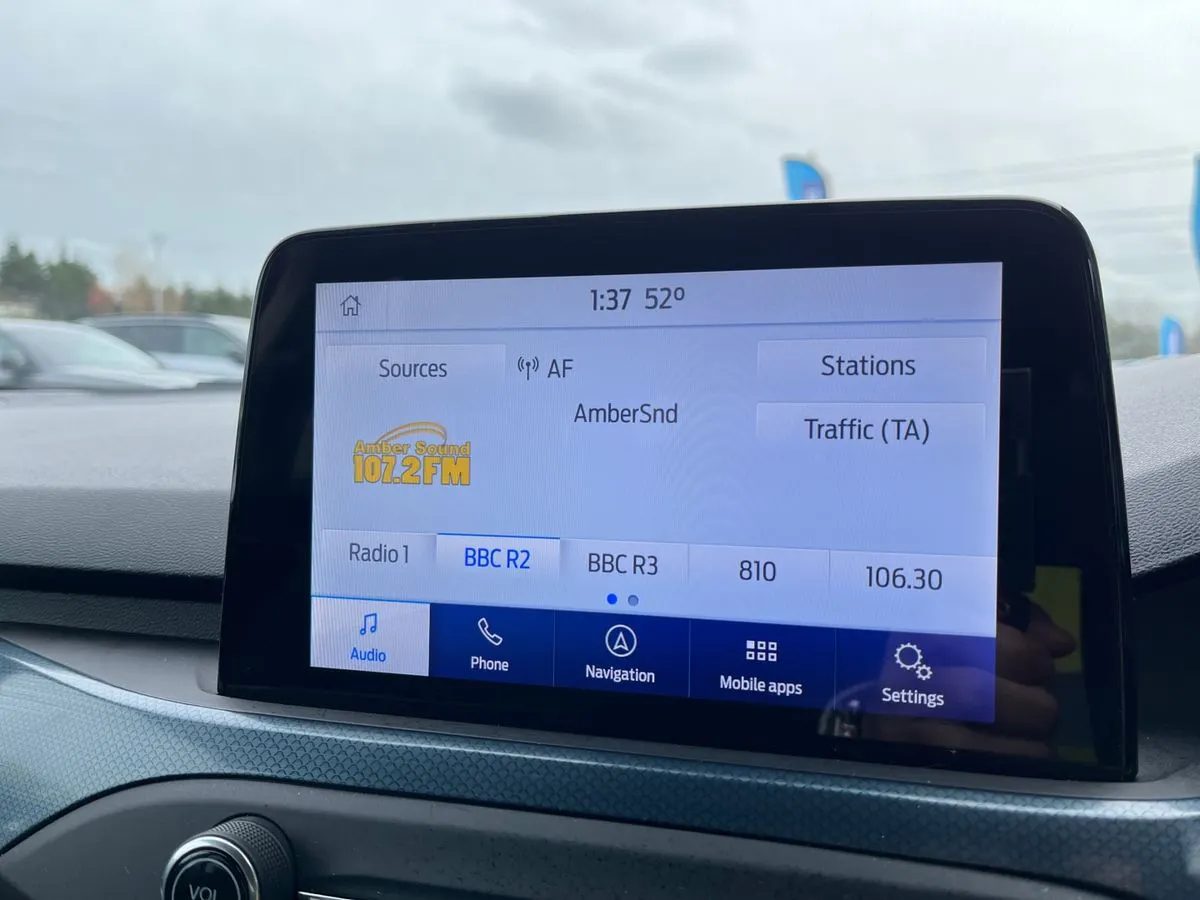 1:37 52°
Sources
AF
Stations
AmberSnd
Traffic (TA)
Amber Sound
107.2FM
Radio 1
BBC R2
BBC R3
810
106.30
Audio
Phone
Navigation
Mobile apps
Settings
VOL